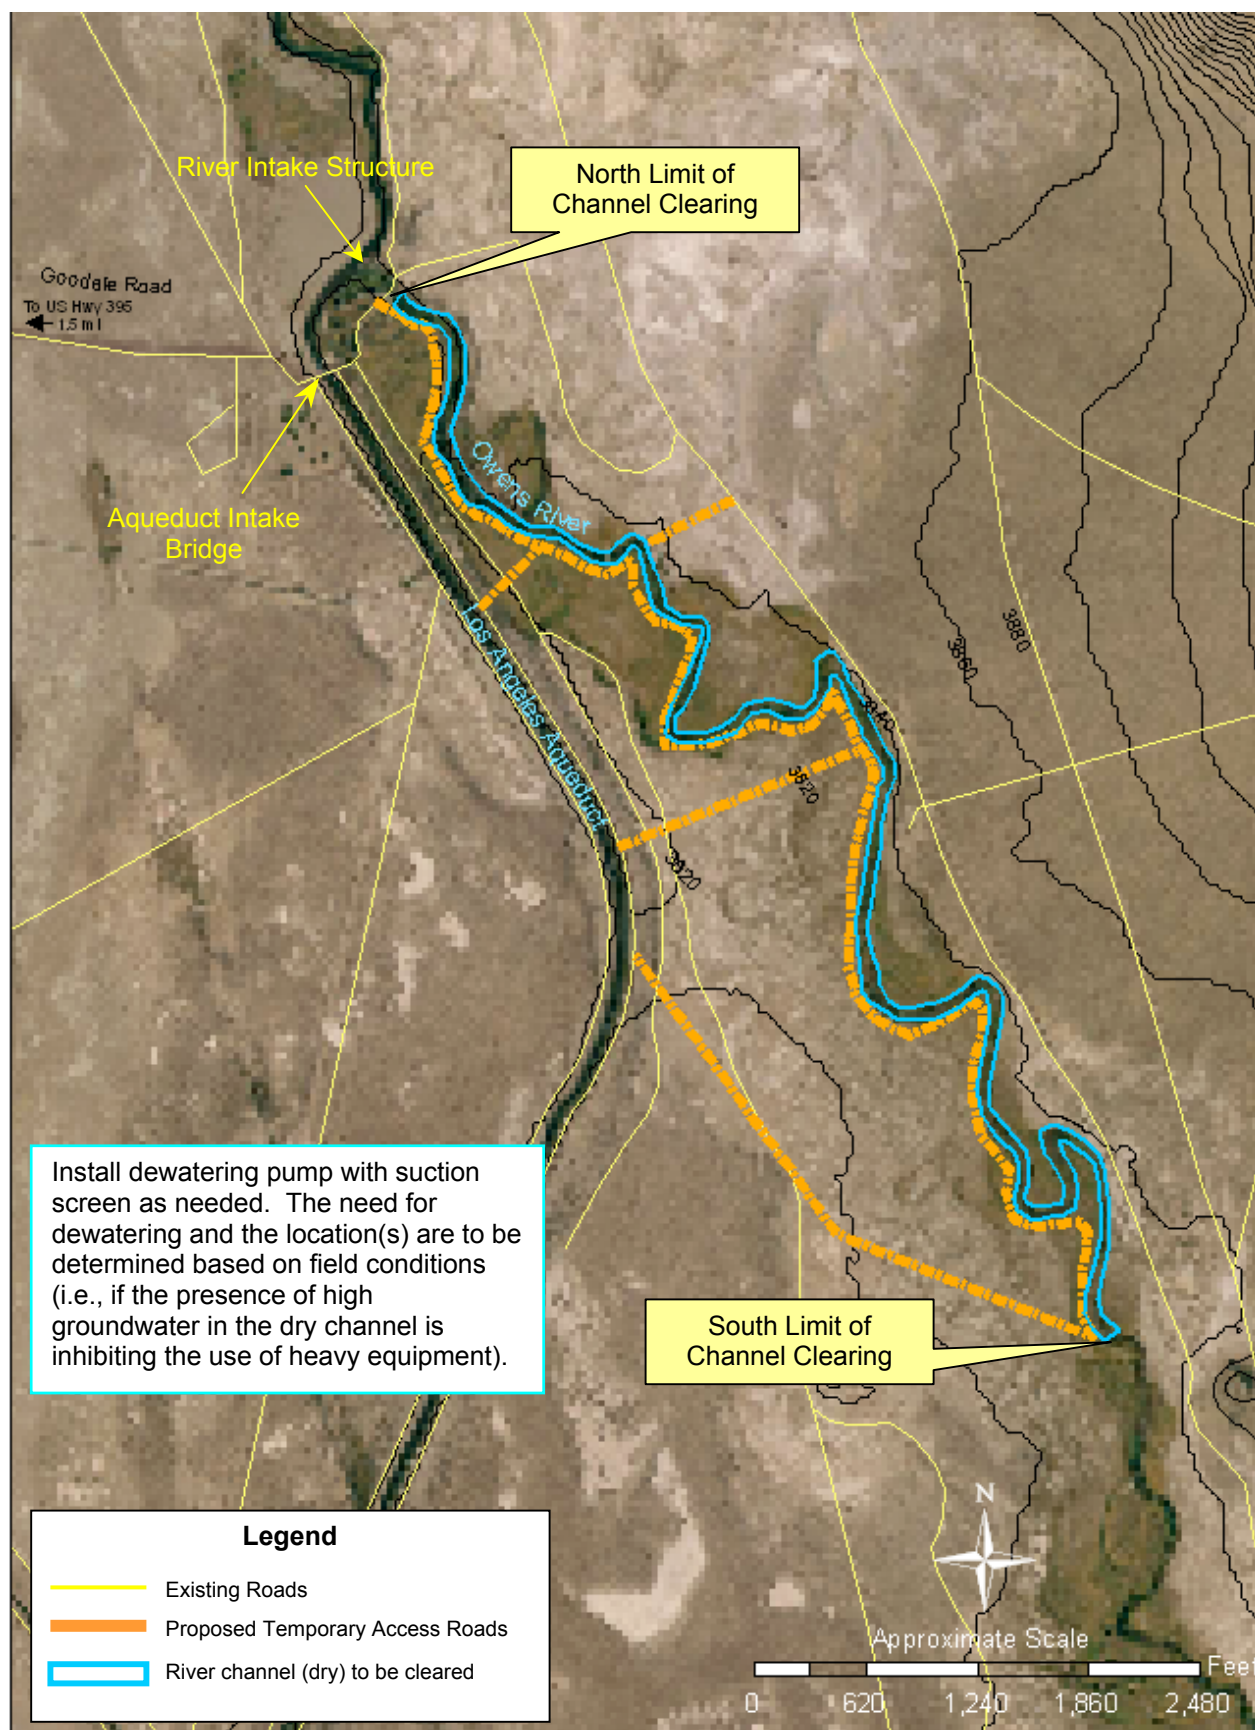 River Intake Structure
North Limit of
Channel Clearing
Goodale Road
To US Hwy 395
1.5 mi
Aqueduct Intake
Bridge
Owens River
Los Angeles Aqueduct
3880
3860
3840
3820
3820
Install dewatering pump with suction
screen as needed. The need for
dewatering and the location(s) are to be
determined based on field conditions
(i.e., if the presence of high
groundwater in the dry channel is
inhibiting the use of heavy equipment).
South Limit of
Channel Clearing
Legend
Existing Roads
Proposed Temporary Access Roads
River channel (dry) to be cleared
N
Approximate Scale
Feet
0 620 1,240 1,860 2,480